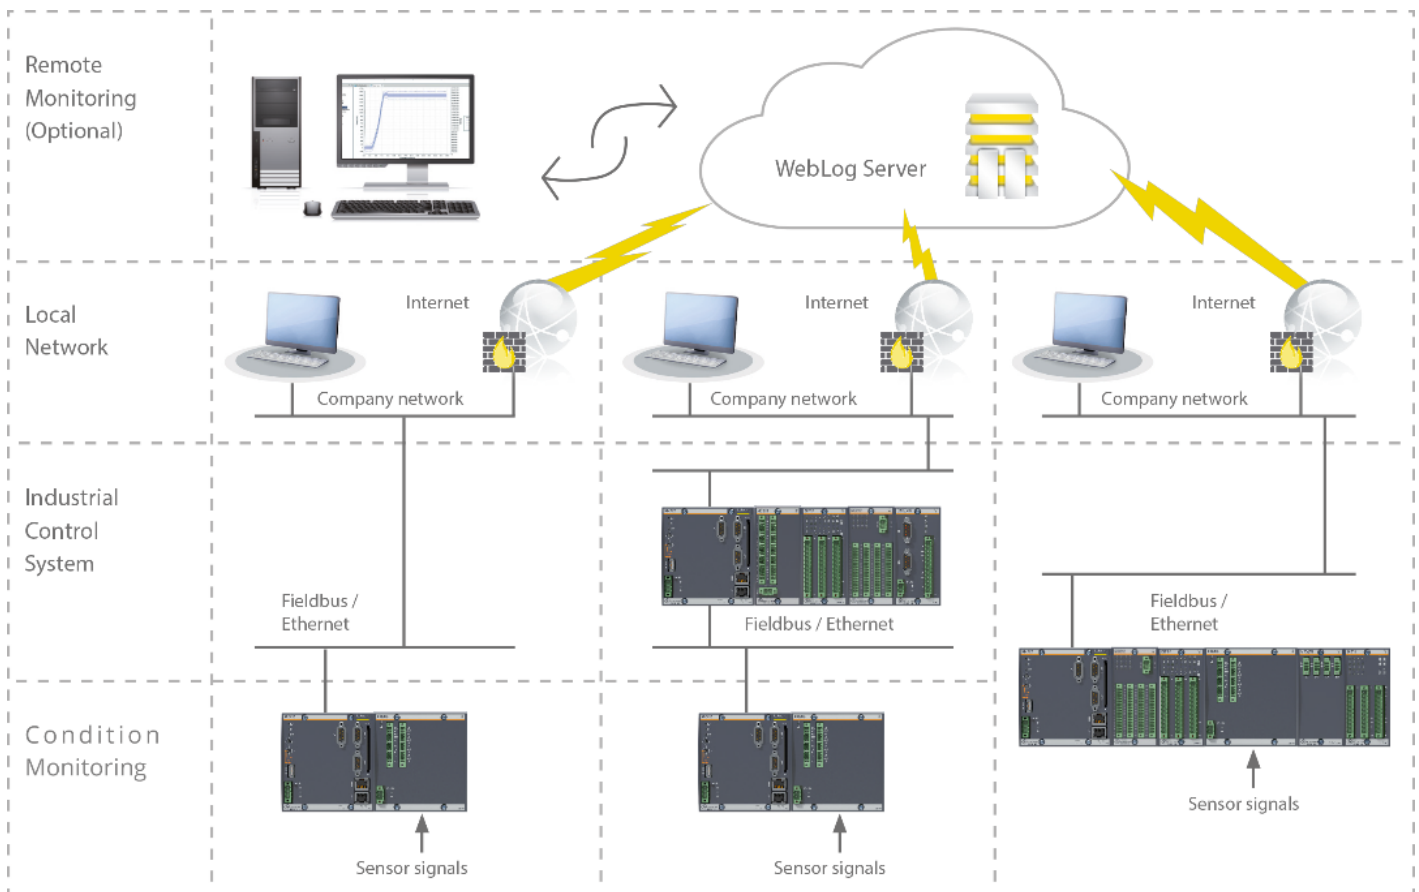 Remote
Monitoring
(Optional)
WebLog Server
Local
Network
Internet
Company network
Internet
Company network
Internet
Company network
Industrial
Control
System
Fieldbus /
Ethernet
Fieldbus / Ethernet
Fieldbus /
Ethernet
Condition
Monitoring
Sensor signals
Sensor signals
Sensor signals